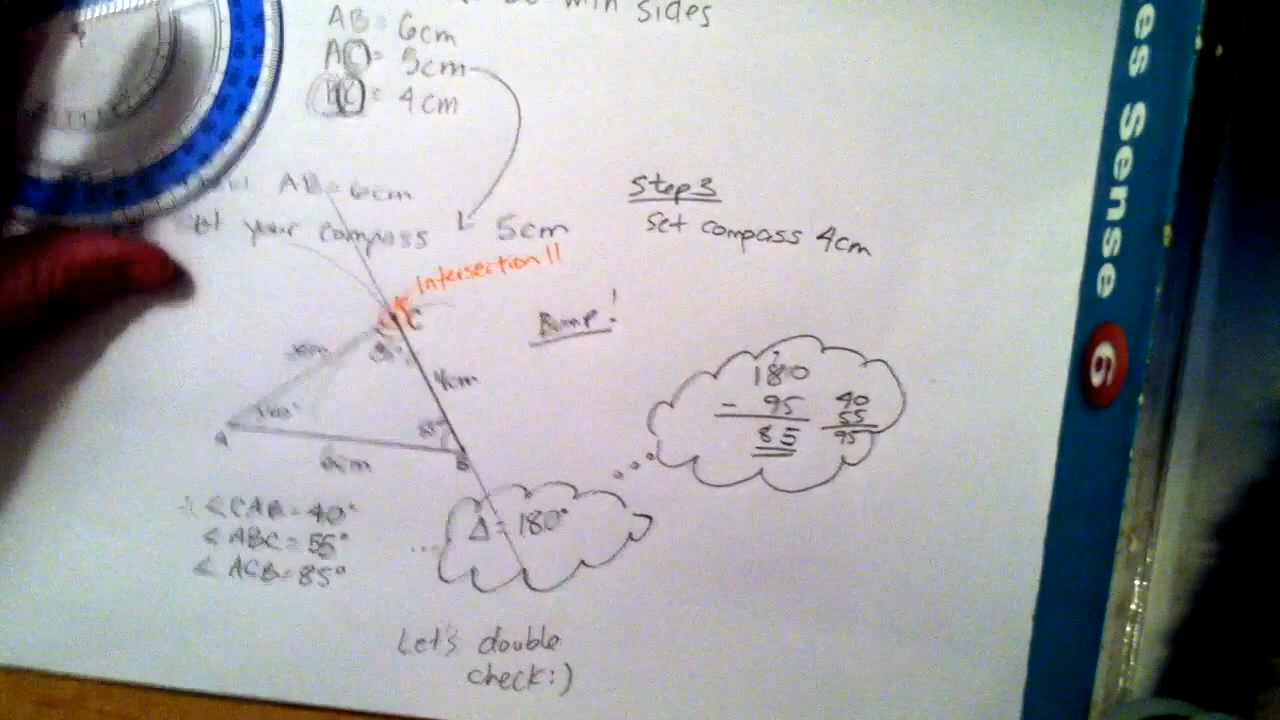 with sides
AB = 6cm
AC = 5cm
BC = 4cm
AB = 6cm
your compass 5cm
Step 3
set compass 4cm
Intersection!!
Bump!
C
5cm
4cm
40°
55°
A
B
6cm
180
- 95
85
40
55
95
< CAB = 40°
< ABC = 55°
< ACB = 85°
Δ = 180°
Let's double
check :)
es Sense 6